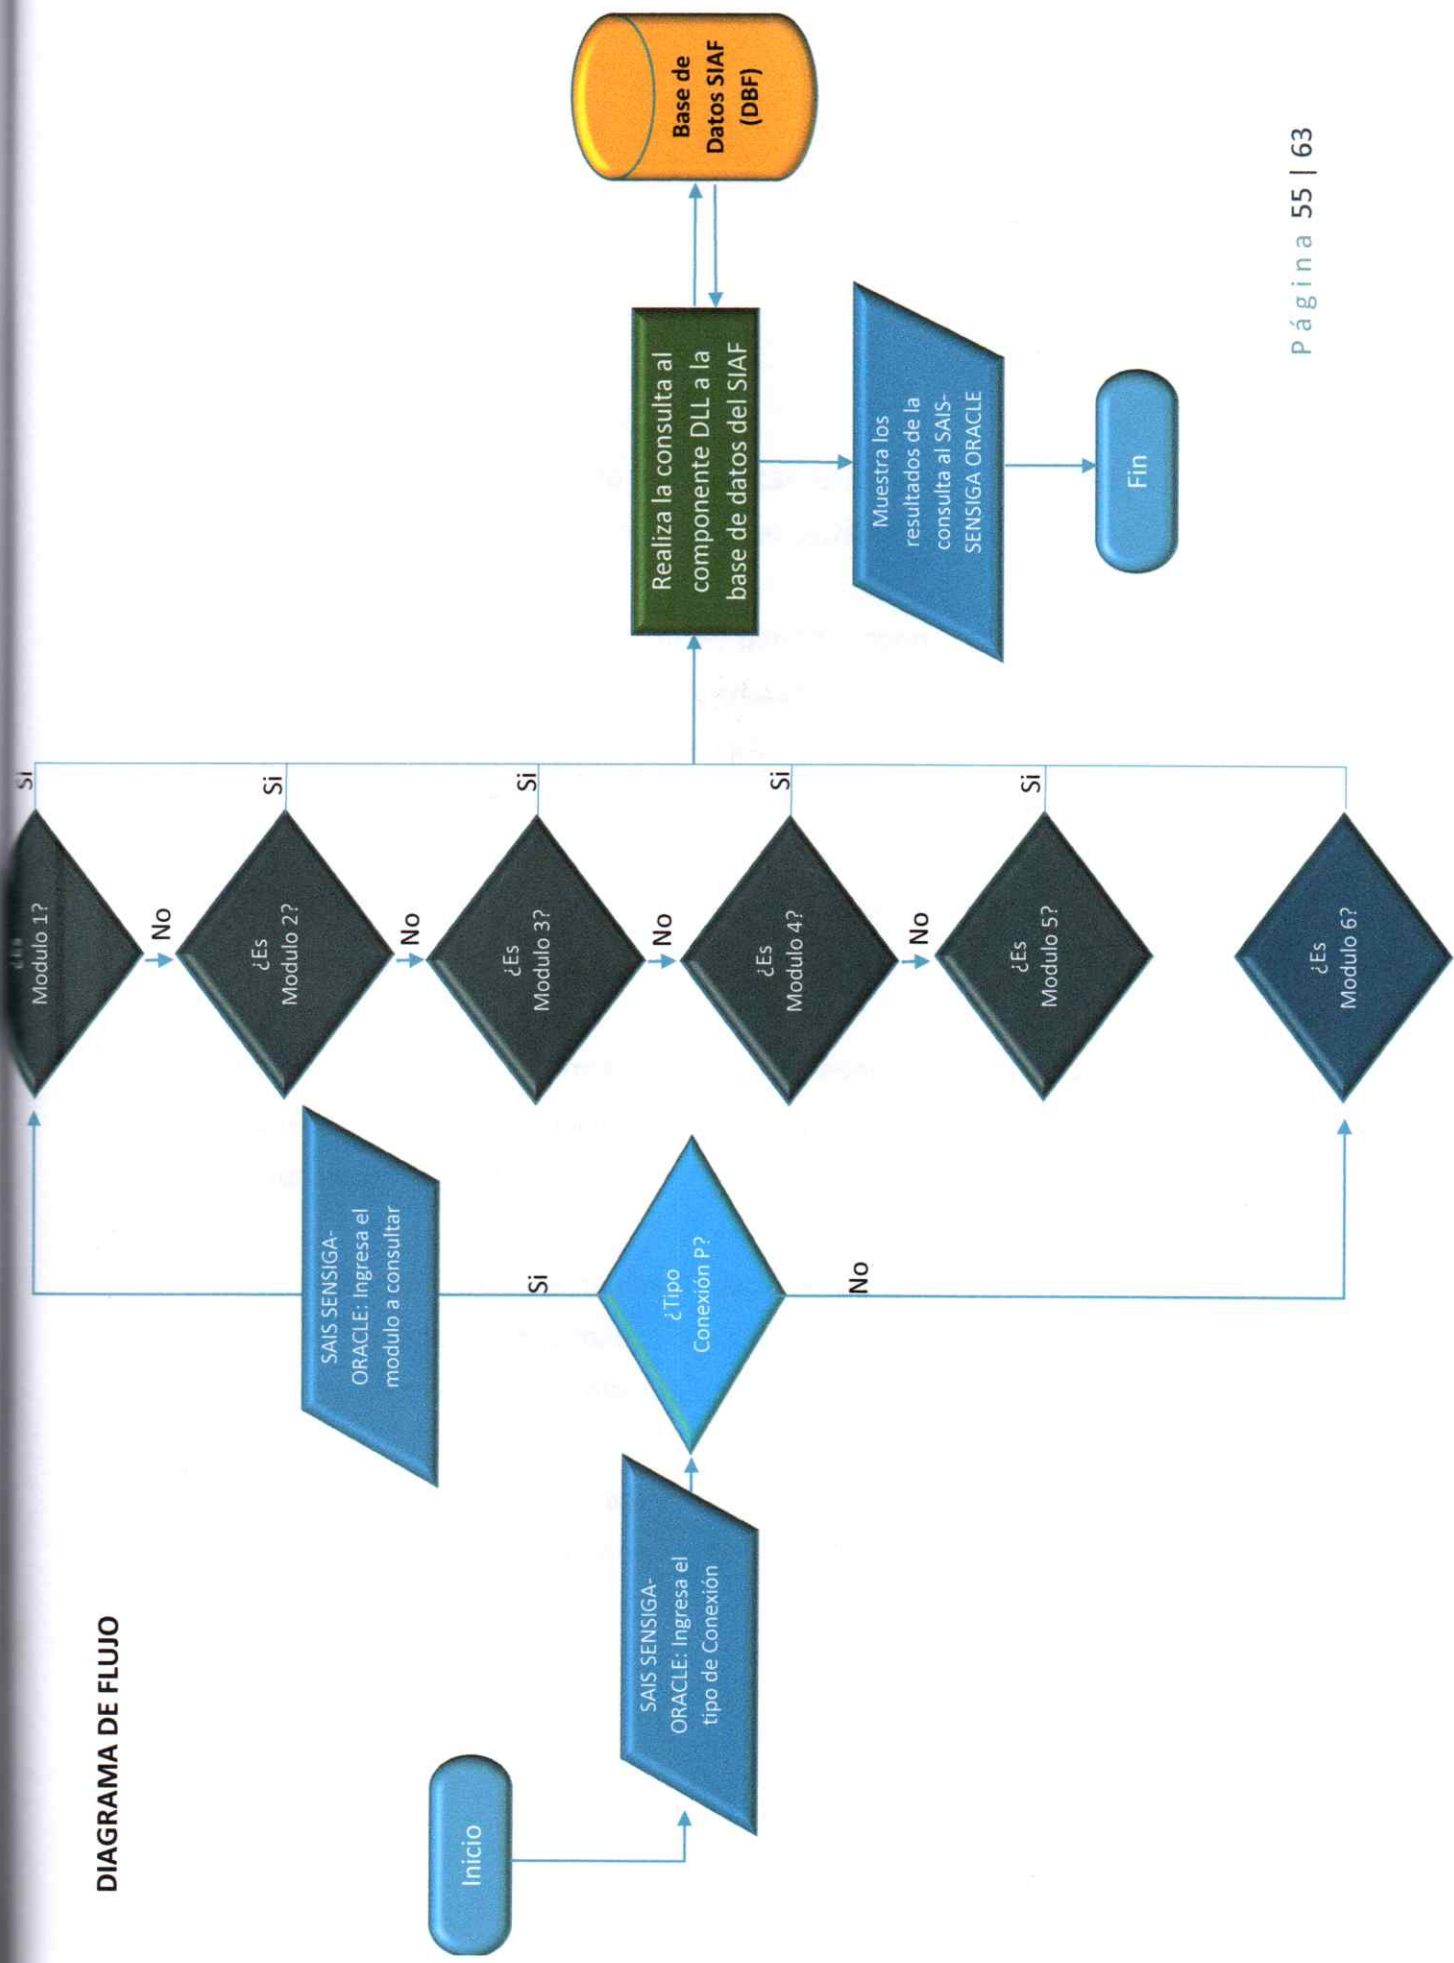 DIAGRAMA DE FLUJO
Inicio
SAIS SENSIGA-
ORACLE: Ingresa el
tipo de Conexión
¿Tipo
Conexión P?
Si
No
SAIS SENSIGA-
ORACLE: Ingresa el
modulo a consultar
¿Es
Modulo 1?
Si
No
¿Es
Modulo 2?
Si
No
¿Es
Modulo 3?
Si
No
¿Es
Modulo 4?
Si
No
¿Es
Modulo 5?
Si
¿Es
Modulo 6?
Realiza la consulta al
componente DLL a la
base de datos del SIAF
Base de
Datos SIAF
(DBF)
Muestra los
resultados de la
consulta al SAIS-
SENSIGA ORACLE
Fin
Página 55 | 63